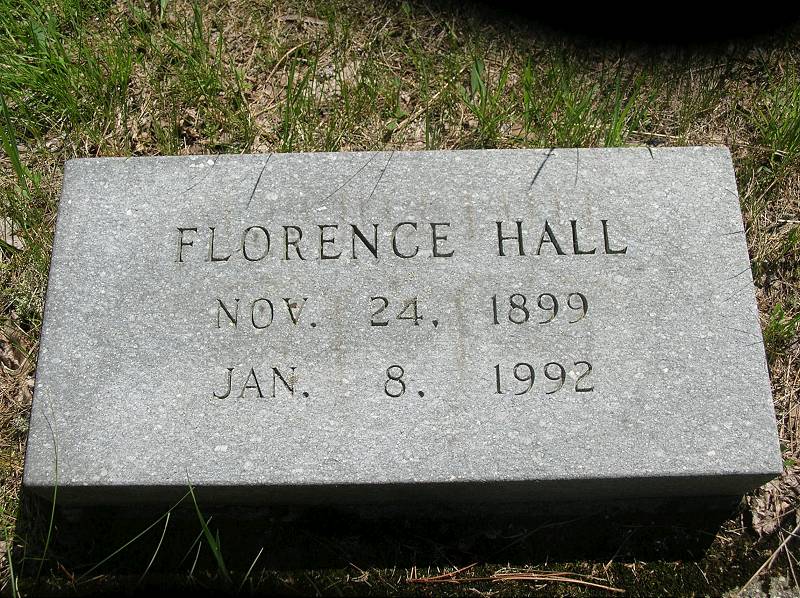 FLORENCE HALL
NOV. 24, 1899
JAN. 8. 1992